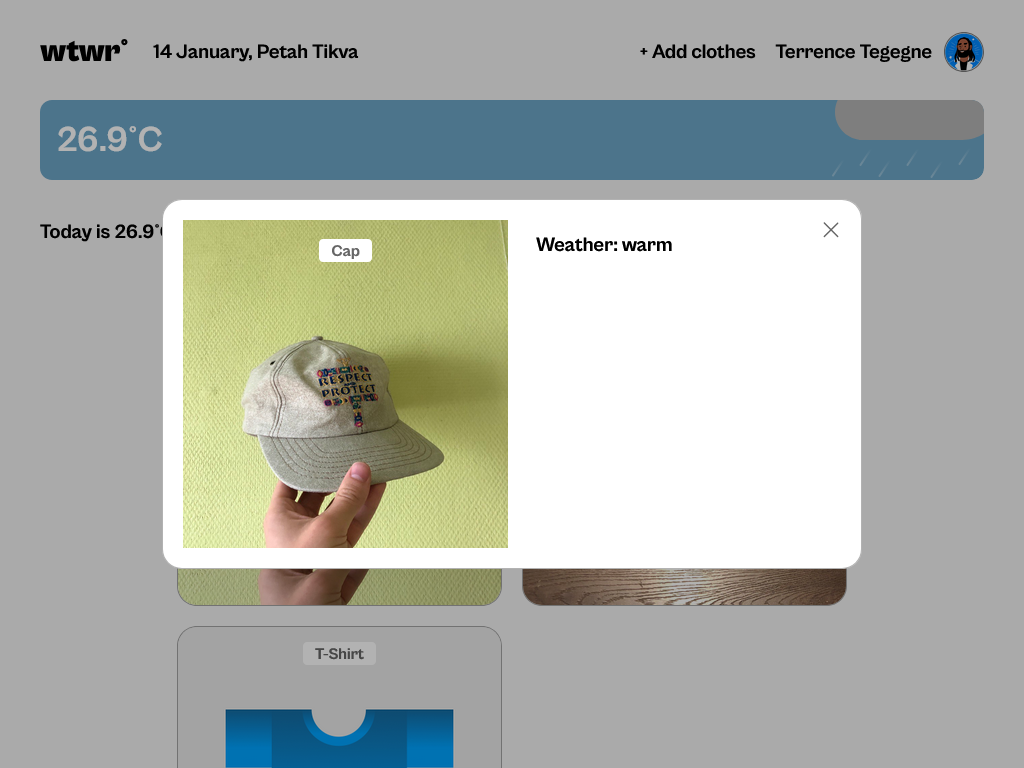 wtwr°
14 January, Petah Tikva
+ Add clothes
Terrence Tegegne
26.9°C
Today is 26.9°
Cap
Weather: warm
RESPECT
PROTECT
T-Shirt